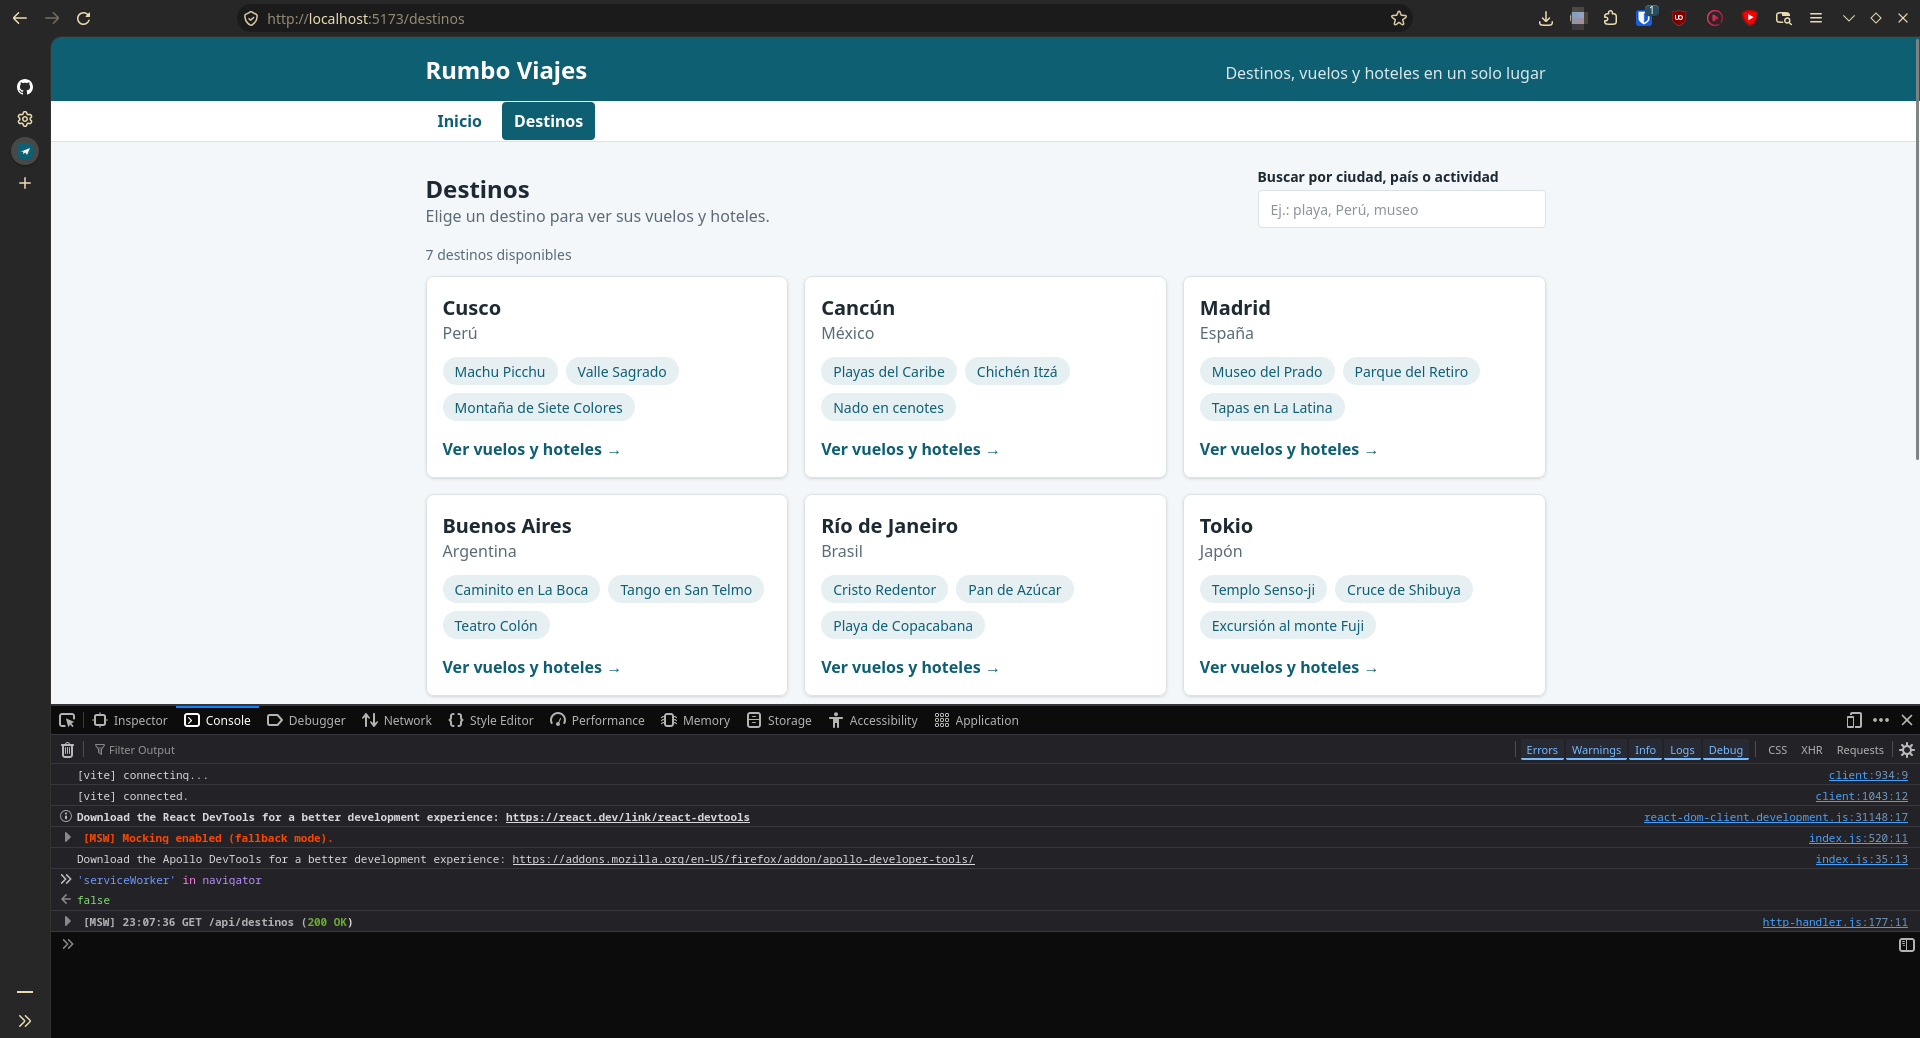 http://localhost:5173/destinos
1
Rumbo Viajes
Destinos, vuelos y hoteles en un solo lugar
Inicio
Destinos
Destinos
Elige un destino para ver sus vuelos y hoteles.
Buscar por ciudad, país o actividad
Ej.: playa, Perú, museo
7 destinos disponibles
Cusco
Perú
Machu Picchu
Valle Sagrado
Montaña de Siete Colores
Ver vuelos y hoteles →
Cancún
México
Playas del Caribe
Chichén Itzá
Nado en cenotes
Ver vuelos y hoteles →
Madrid
España
Museo del Prado
Parque del Retiro
Tapas en La Latina
Ver vuelos y hoteles →
Buenos Aires
Argentina
Caminito en La Boca
Tango en San Telmo
Teatro Colón
Ver vuelos y hoteles →
Río de Janeiro
Brasil
Cristo Redentor
Pan de Azúcar
Playa de Copacabana
Ver vuelos y hoteles →
Tokio
Japón
Templo Senso-ji
Cruce de Shibuya
Excursión al monte Fuji
Ver vuelos y hoteles →
Inspector
Console
Debugger
Network
Style Editor
Performance
Memory
Storage
Accessibility
Application
Filter Output
Errors
Warnings
Info
Logs
Debug
CSS
XHR
Requests
[vite] connecting... client:934:9
[vite] connected. client:1043:12
Download the React DevTools for a better development experience: https://react.dev/link/react-devtools react-dom-client.development.js:31148:17
[MSW] Mocking enabled (fallback mode). index.js:520:11
Download the Apollo DevTools for a better development experience: https://addons.mozilla.org/en-US/firefox/addon/apollo-developer-tools/ index.js:35:13
'serviceWorker' in navigator
false
[MSW] 23:07:36 GET /api/destinos (200 OK) http-handler.js:177:11